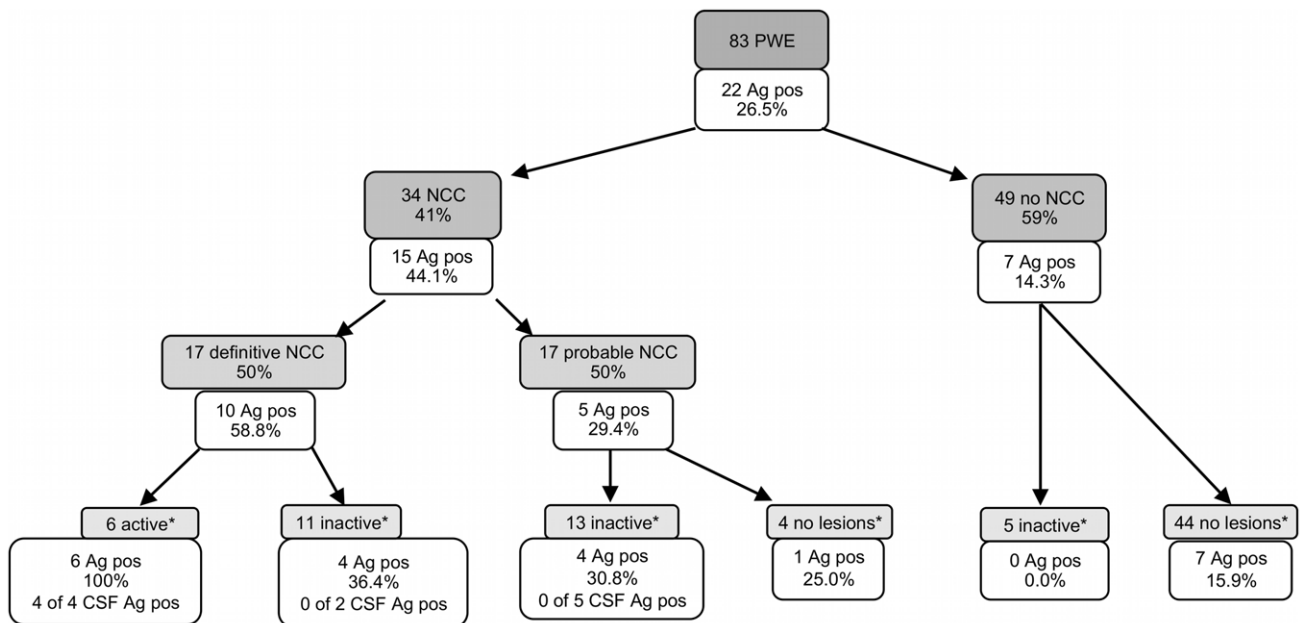 83 PWE
22 Ag pos
26.5%
34 NCC
41%
15 Ag pos
44.1%
49 no NCC
59%
7 Ag pos
14.3%
17 definitive NCC
50%
10 Ag pos
58.8%
17 probable NCC
50%
5 Ag pos
29.4%
6 active*
6 Ag pos
100%
4 of 4 CSF Ag pos
11 inactive*
4 Ag pos
36.4%
0 of 2 CSF Ag pos
13 inactive*
4 Ag pos
30.8%
0 of 5 CSF Ag pos
4 no lesions*
1 Ag pos
25.0%
5 inactive*
0 Ag pos
0.0%
44 no lesions*
7 Ag pos
15.9%